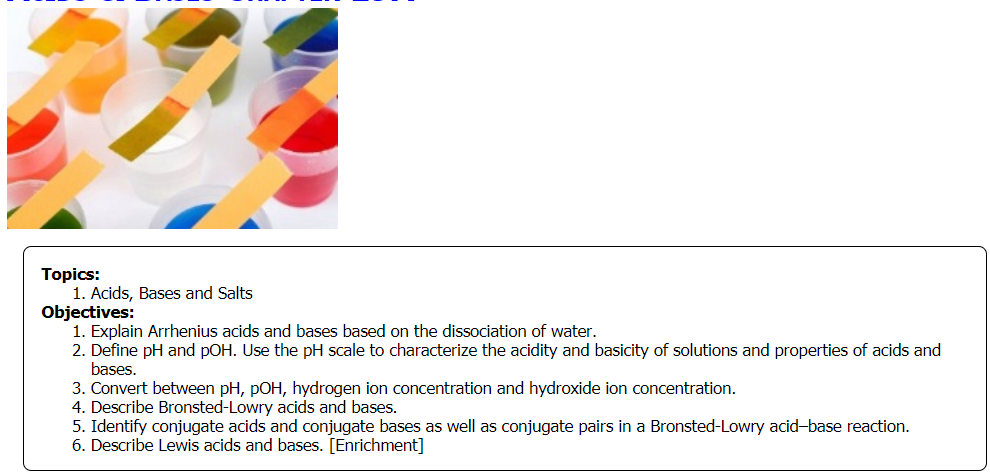 Topics:
1. Acids, Bases and Salts
Objectives:
1. Explain Arrhenius acids and bases based on the dissociation of water.
2. Define pH and pOH. Use the pH scale to characterize the acidity and basicity of solutions and properties of acids and
bases.
3. Convert between pH, pOH, hydrogen ion concentration and hydroxide ion concentration.
4. Describe Bronsted-Lowry acids and bases.
5. Identify conjugate acids and conjugate bases as well as conjugate pairs in a Bronsted-Lowry acid–base reaction.
6. Describe Lewis acids and bases. [Enrichment]